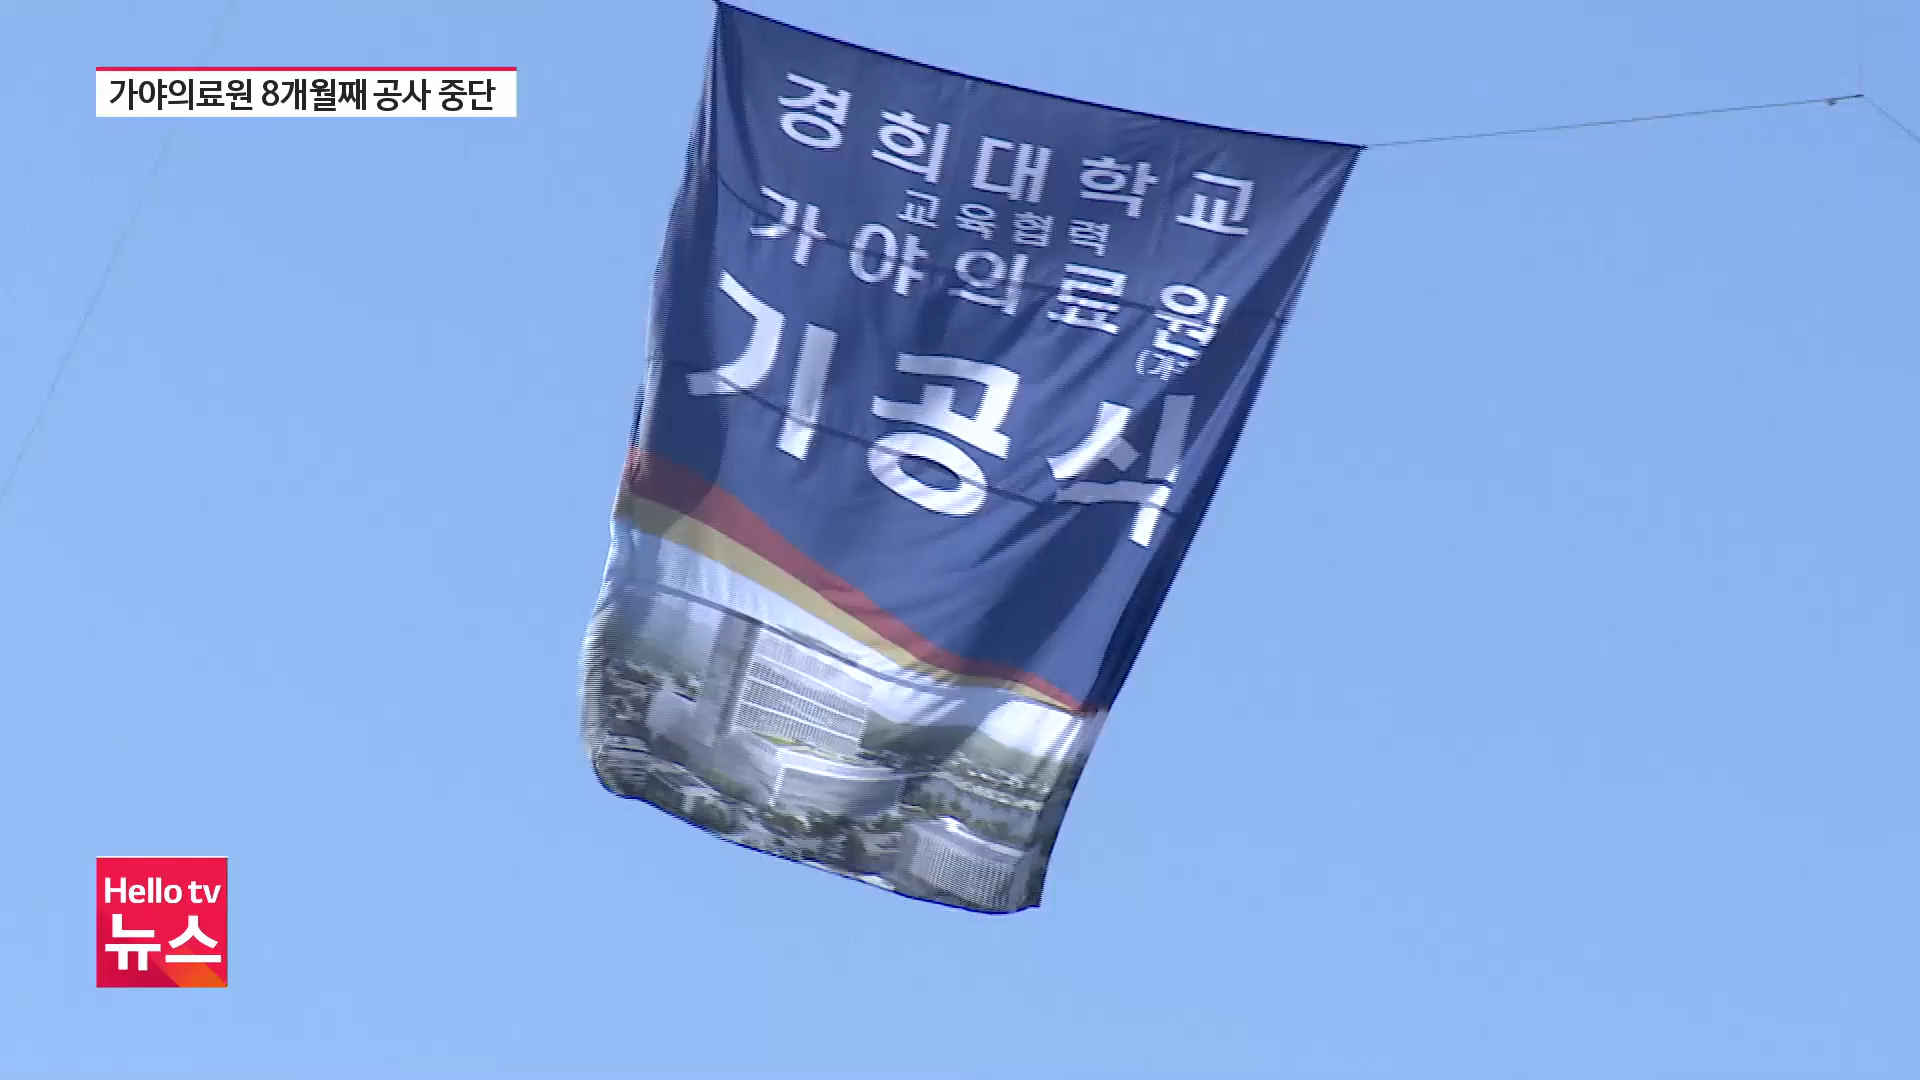 가야의료원 8개월째 공사 중단
경희대학교
교육협력
가야의료원
기공식
Hello tv
뉴스